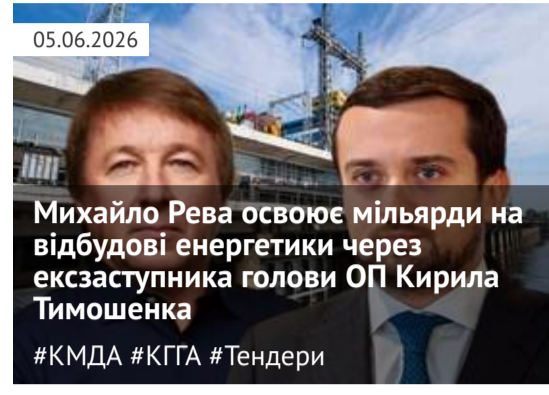 05.06.2026
Михайло Рева освоює мільярди на
відбудові енергетики через
ексзаступника голови ОП Кирила
Тимошенка
#КМДА #КГГА #Тендери